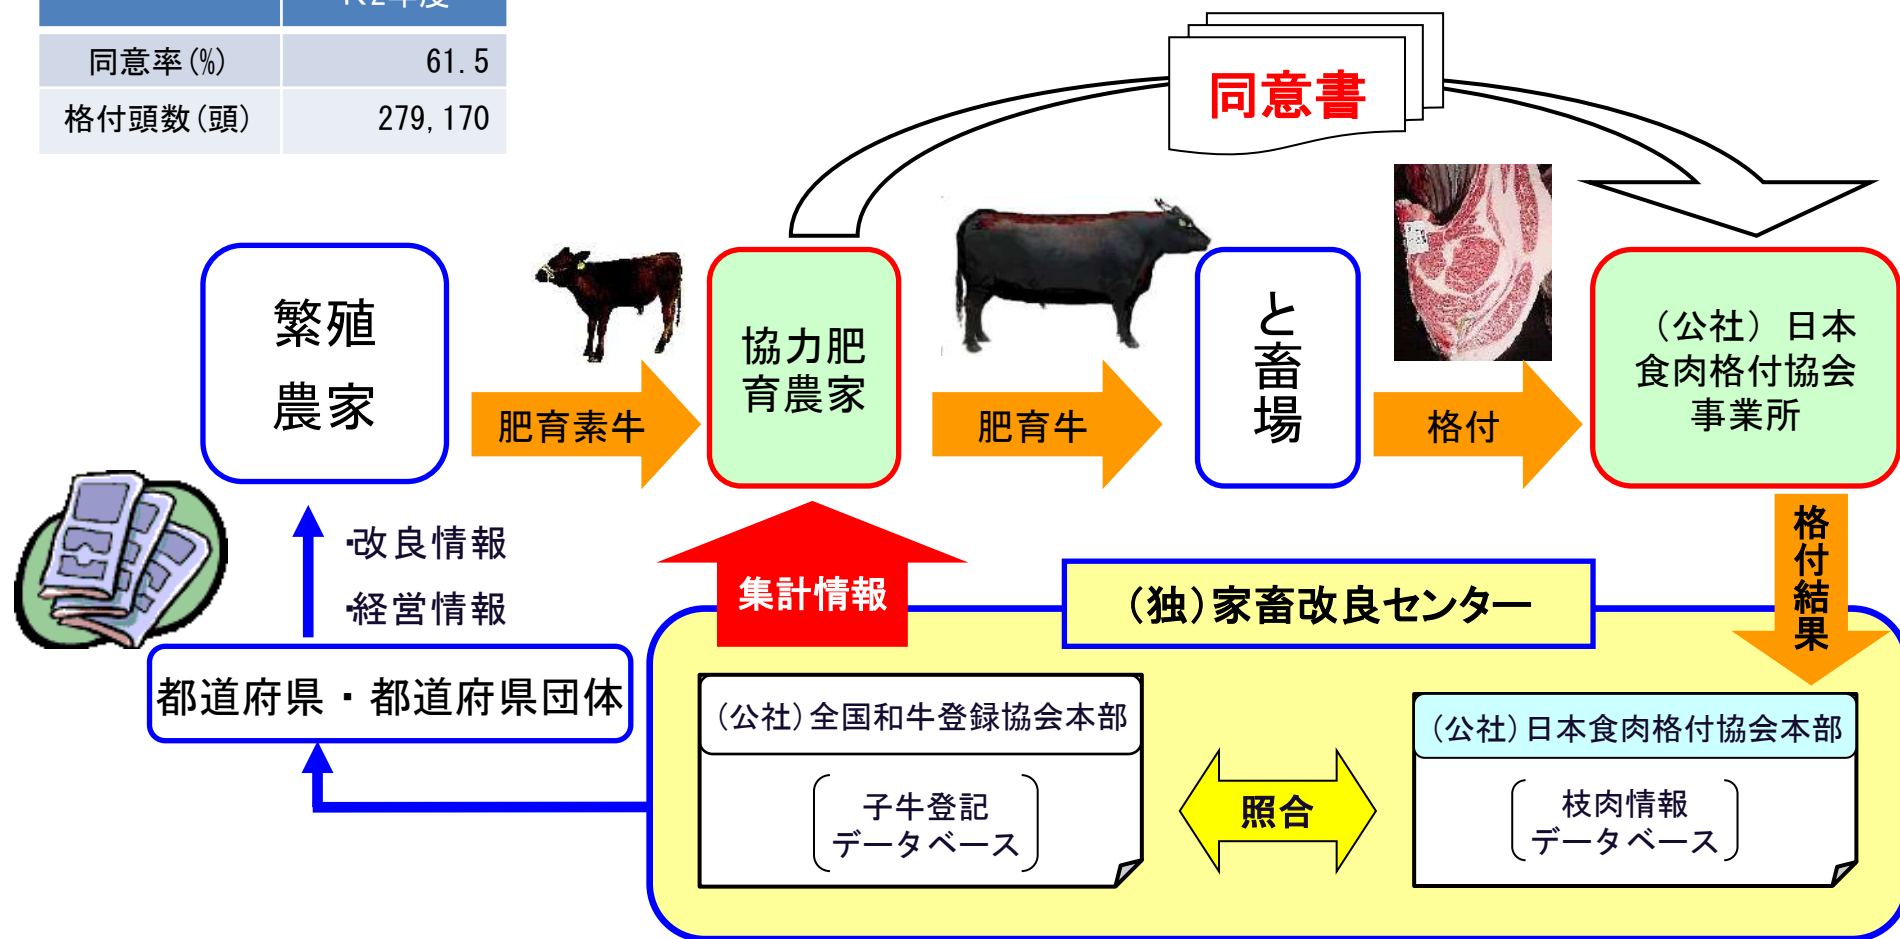 R2年度
同意率(%) 61.5
格付頭数(頭) 279,170
同意書
繁殖
農家
肥育素牛
協力肥
育農家
肥育牛
と畜場
格付
(公社)日本
食肉格付協会
事業所
・改良情報
・経営情報
集計情報
(独)家畜改良センター
格付結果
都道府県・都道府県団体
(公社)全国和牛登録協会本部
子牛登記
データベース
照合
(公社)日本食肉格付協会本部
枝肉情報
データベース